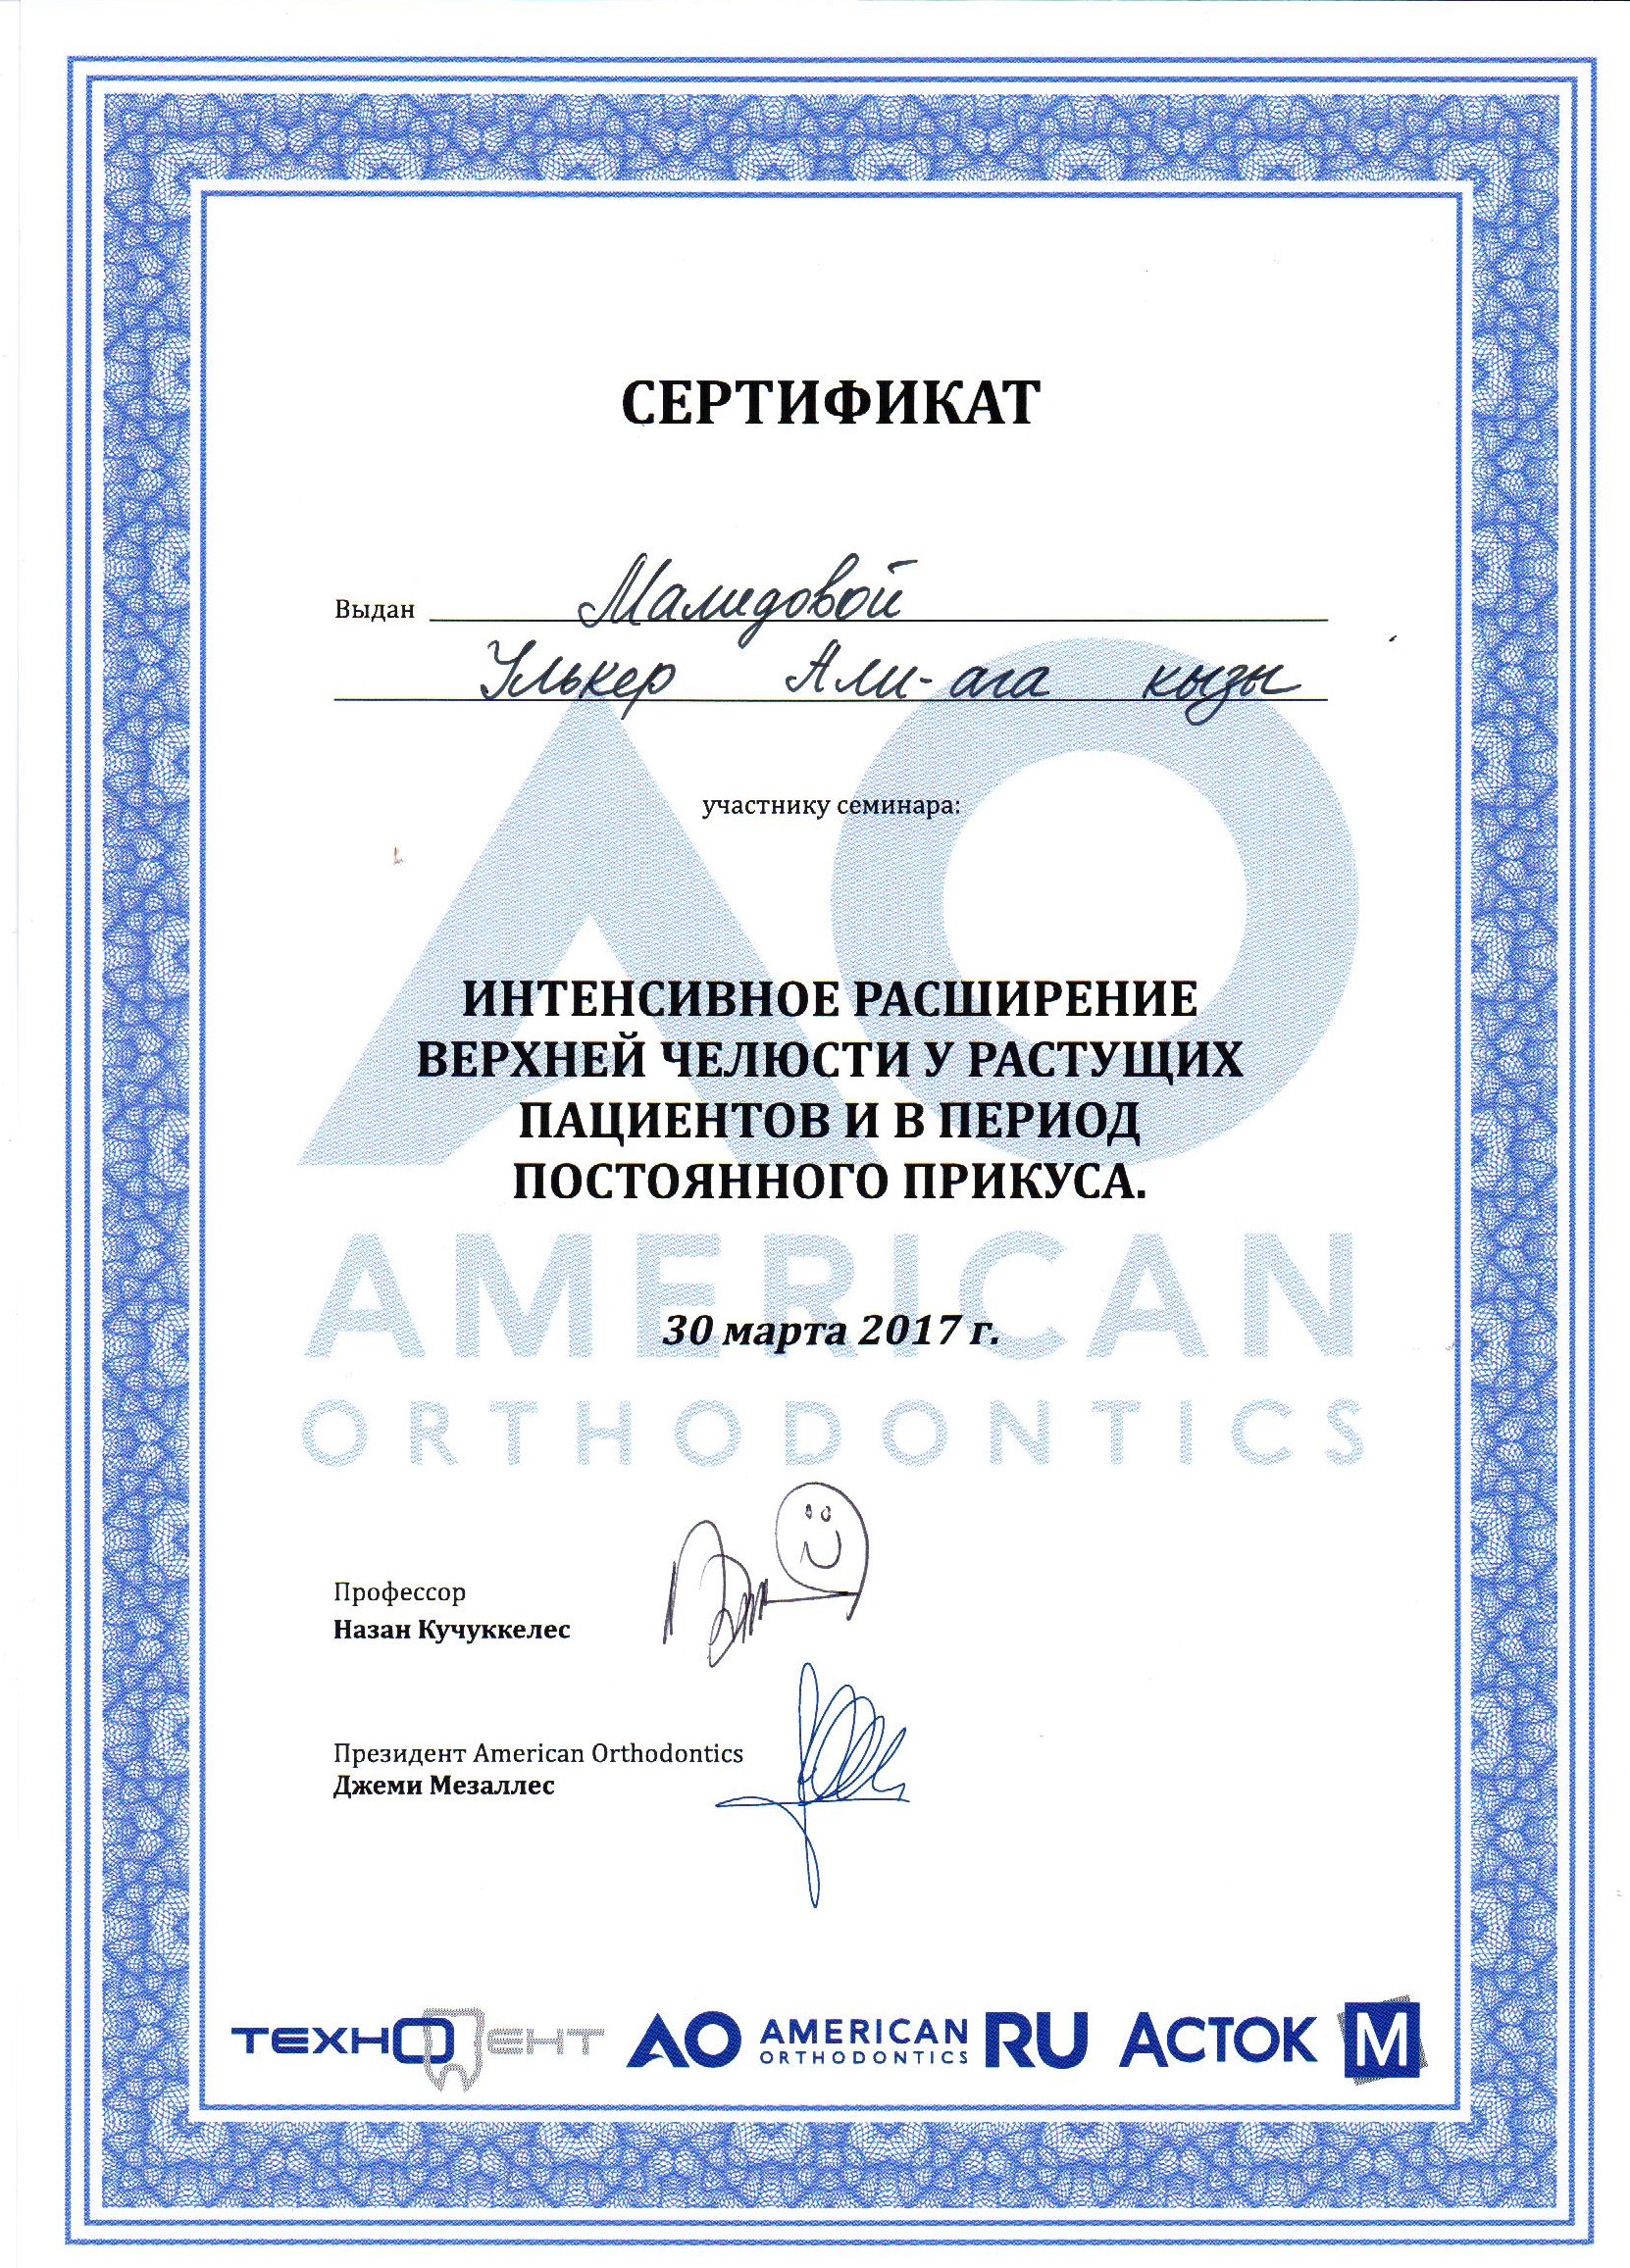 СЕРТИФИКАТ
Выдан Мамедовой
Улькер Али-ага кызы
участнику семинара:
ИНТЕНСИВНОЕ РАСШИРЕНИЕ
ВЕРХНЕЙ ЧЕЛЮСТИ У РАСТУЩИХ
ПАЦИЕНТОВ И В ПЕРИОД
ПОСТОЯННОГО ПРИКУСА.
AO
AMERICAN
30 марта 2017 г.
ORTHODONTICS
Профессор
Назан Кучуккелес
Президент American Orthodontics
Джеми Мезаллес
ТЕХНОДЕНТ AO AMERICAN ORTHODONTICS RU АСТОК М